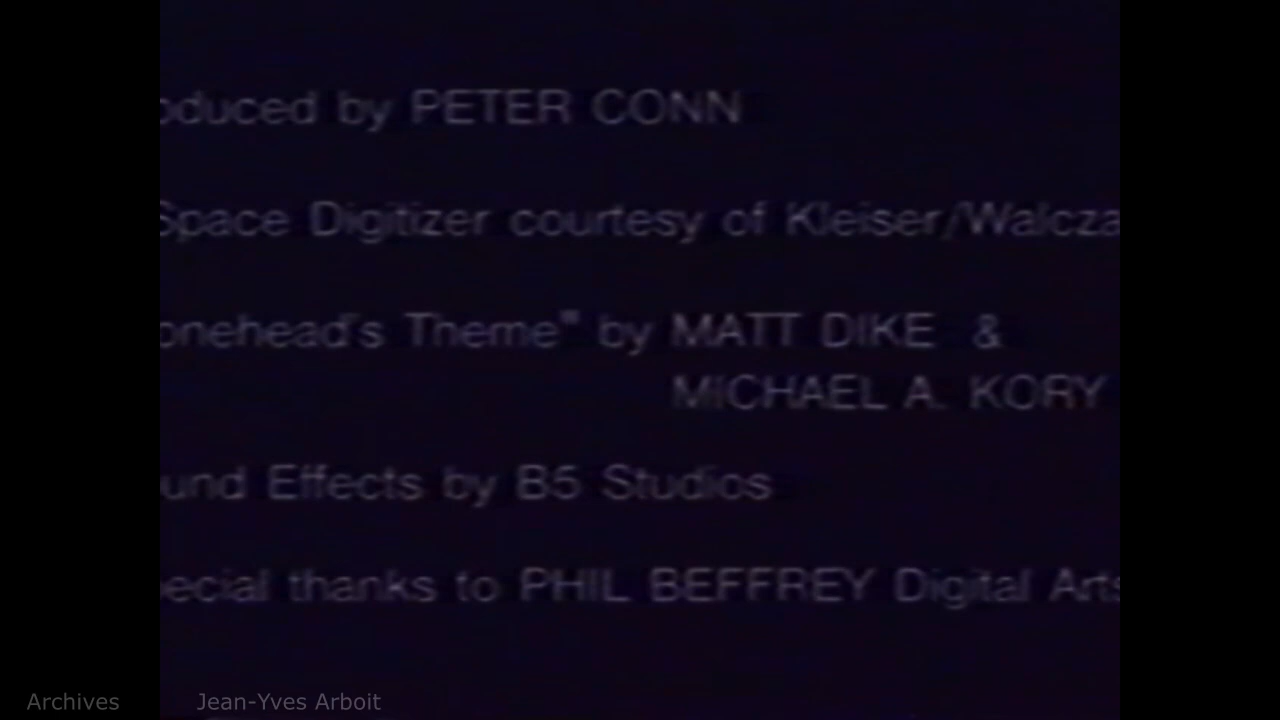 oduced by PETER CONN
Space Digitizer courtesy of Kleiser/Walcza
onehead's Theme" by MATT DIKE &
MICHAEL A. KORY
und Effects by B5 Studios
pecial thanks to PHIL BEFFREY Digital Arts
Archives Jean-Yves Arboit